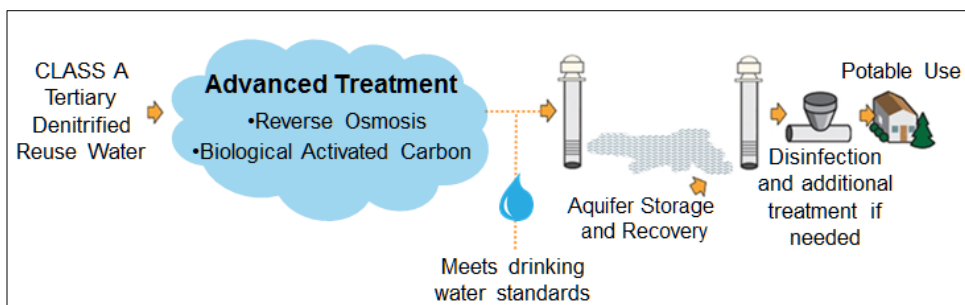 CLASS A
Tertiary
Denitrified
Reuse Water
Advanced Treatment
•Reverse Osmosis
•Biological Activated Carbon
Meets drinking
water standards
Aquifer Storage
and Recovery
Disinfection
and additional
treatment if
needed
Potable Use